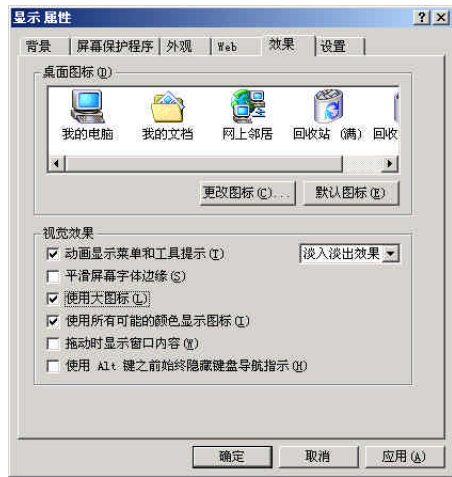 显示 属性
背景 屏幕保护程序 外观 Web 效果 设置
桌面图标(D)
我的电脑 我的文档 网上邻居 回收站 (满) 回收
更改图标(C)... 默认图标(E)
视觉效果
动画显示菜单和工具提示(T) 淡入淡出效果
平滑屏幕字体边缘(S)
使用大图标(L)
使用所有可能的颜色显示图标(I)
拖动时显示窗口内容(W)
使用 Alt 键之前始终隐藏键盘导航指示(H)
确定 取消 应用(A)